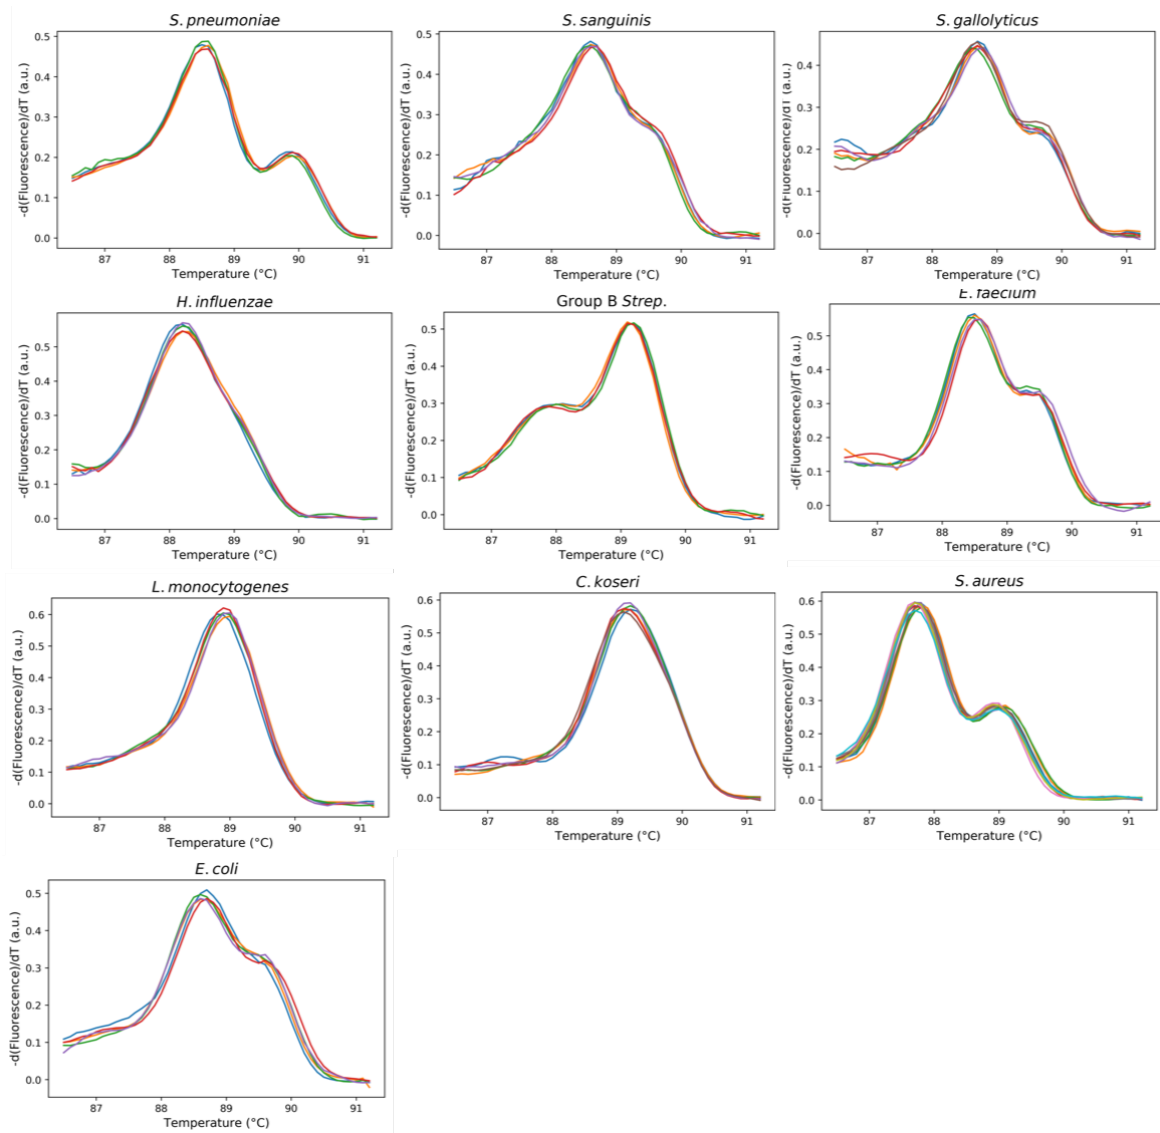 S. pneumoniae
-d(Fluorescence)/dT (a.u.)
0.5
0.4
0.3
0.2
0.1
0.0
87 88 89 90 91
Temperature (°C)
S. sanguinis
-d(Fluorescence)/dT (a.u.)
0.5
0.4
0.3
0.2
0.1
0.0
87 88 89 90 91
Temperature (°C)
S. gallolyticus
-d(Fluorescence)/dT (a.u.)
0.4
0.3
0.2
0.1
0.0
87 88 89 90 91
Temperature (°C)
H. influenzae
-d(Fluorescence)/dT (a.u.)
0.5
0.4
0.3
0.2
0.1
0.0
87 88 89 90 91
Temperature (°C)
Group B Strep.
-d(Fluorescence)/dT (a.u.)
0.5
0.4
0.3
0.2
0.1
0.0
87 88 89 90 91
Temperature (°C)
E. faecium
-d(Fluorescence)/dT (a.u.)
0.5
0.4
0.3
0.2
0.1
0.0
87 88 89 90 91
Temperature (°C)
L. monocytogenes
-d(Fluorescence)/dT (a.u.)
0.6
0.5
0.4
0.3
0.2
0.1
0.0
87 88 89 90 91
Temperature (°C)
C. koseri
-d(Fluorescence)/dT (a.u.)
0.6
0.5
0.4
0.3
0.2
0.1
0.0
87 88 89 90 91
Temperature (°C)
S. aureus
-d(Fluorescence)/dT (a.u.)
0.6
0.5
0.4
0.3
0.2
0.1
0.0
87 88 89 90 91
Temperature (°C)
E. coli
-d(Fluorescence)/dT (a.u.)
0.5
0.4
0.3
0.2
0.1
0.0
87 88 89 90 91
Temperature (°C)